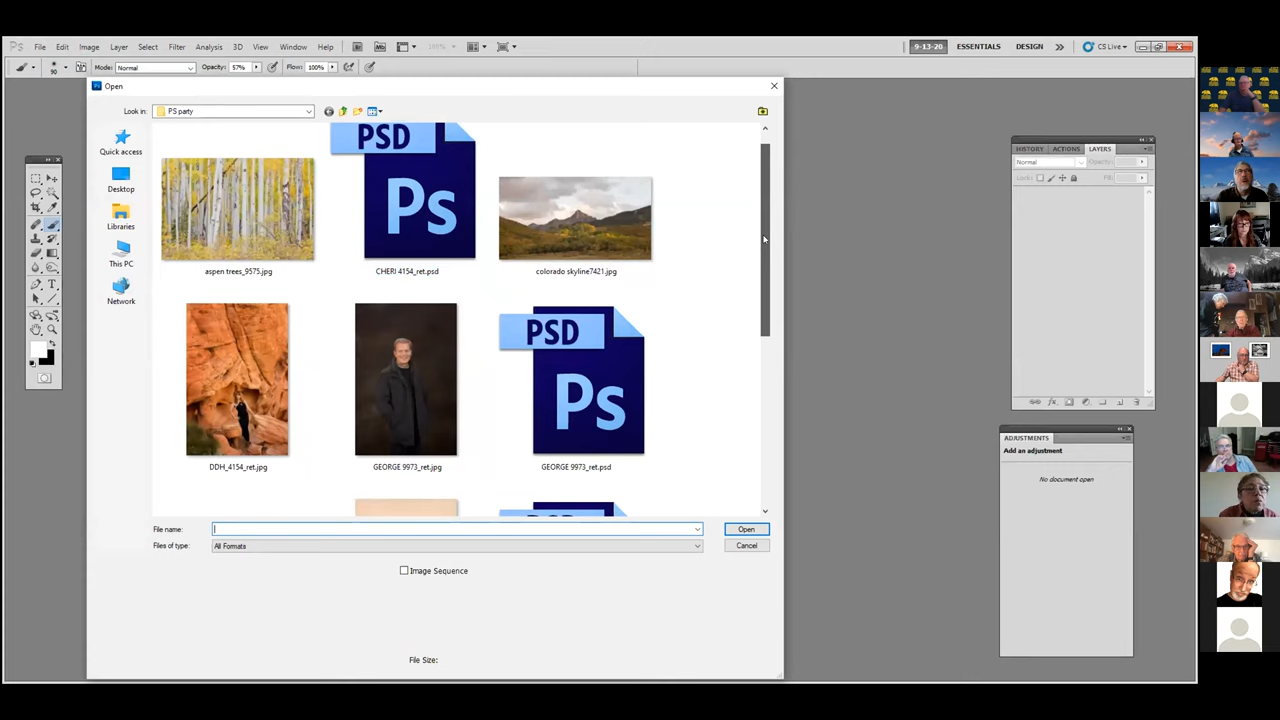 Ps File Edit Image Layer Select Filter Analysis 3D View Window Help Br Mb 100% 9-13-20 ESSENTIALS DESIGN CS Live
90 Mode: Normal Opacity: 57% Flow: 100%
Open
Look in: PS party
Quick access
Desktop
Libraries
This PC
Network
PSD
Ps
aspen trees_9575.jpg CHERI 4154_ret.psd colorado skyline7421.jpg
PSD
Ps
DDH_4154_ret.jpg GEORGE 9973_ret.jpg GEORGE 9973_ret.psd
File name: Open
Files of type: All Formats Cancel
Image Sequence
File Size:
HISTORY ACTIONS LAYERS
Normal Opacity:
Lock: Fill:
ADJUSTMENTS
Add an adjustment
No document open